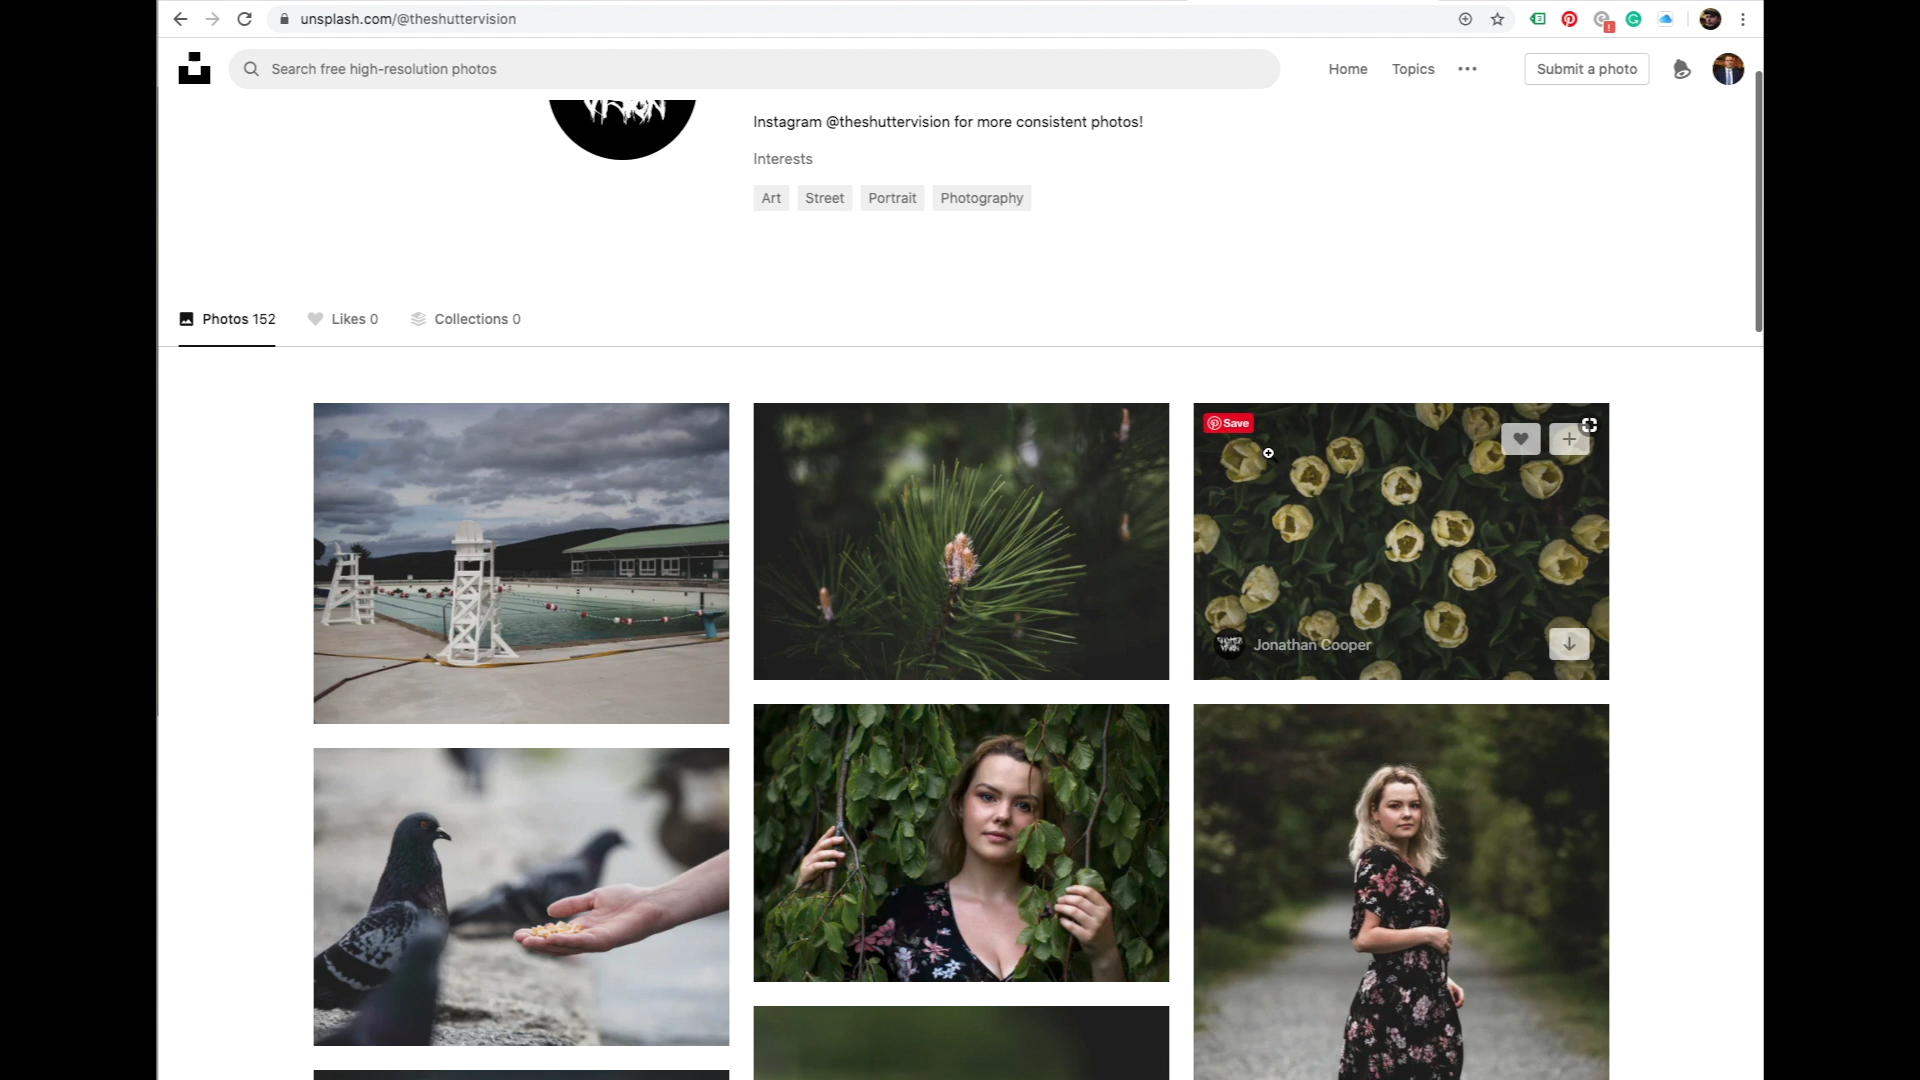 unsplash.com/@theshuttervision
Search free high-resolution photos
Home
Topics
Submit a photo
VISION
Instagram @theshuttervision for more consistent photos!
Interests
Art
Street
Portrait
Photography
Photos 152
Likes 0
Collections 0
Save
Jonathan Cooper